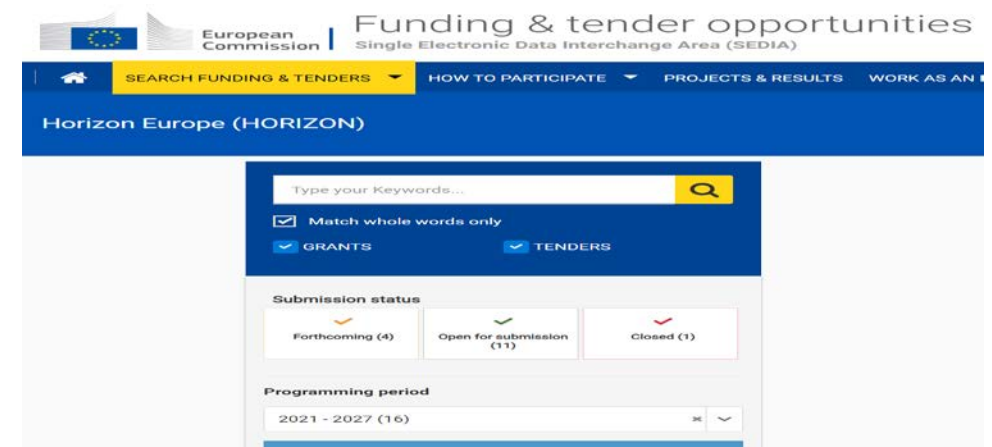 European Commission
Funding & tender opportunities
Single Electronic Data Interchange Area (SEDIA)
SEARCH FUNDING & TENDERS HOW TO PARTICIPATE PROJECTS & RESULTS WORK AS AN
Horizon Europe (HORIZON)
Type your Keywords...
Match whole words only
GRANTS TENDERS
Submission status
Forthcoming (4) Open for submission (11) Closed (1)
Programming period
2021 - 2027 (16)